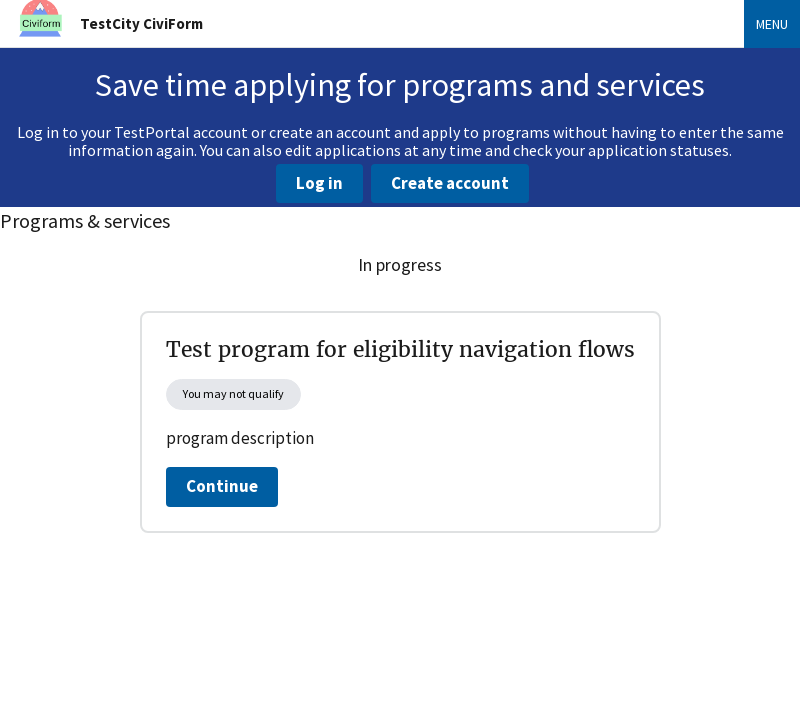 Civiform
TestCity CiviForm
MENU
Save time applying for programs and services
Log in to your TestPortal account or create an account and apply to programs without having to enter the same
information again. You can also edit applications at any time and check your application statuses.
Log in
Create account
Programs & services
In progress
Test program for eligibility navigation flows
You may not qualify
program description
Continue